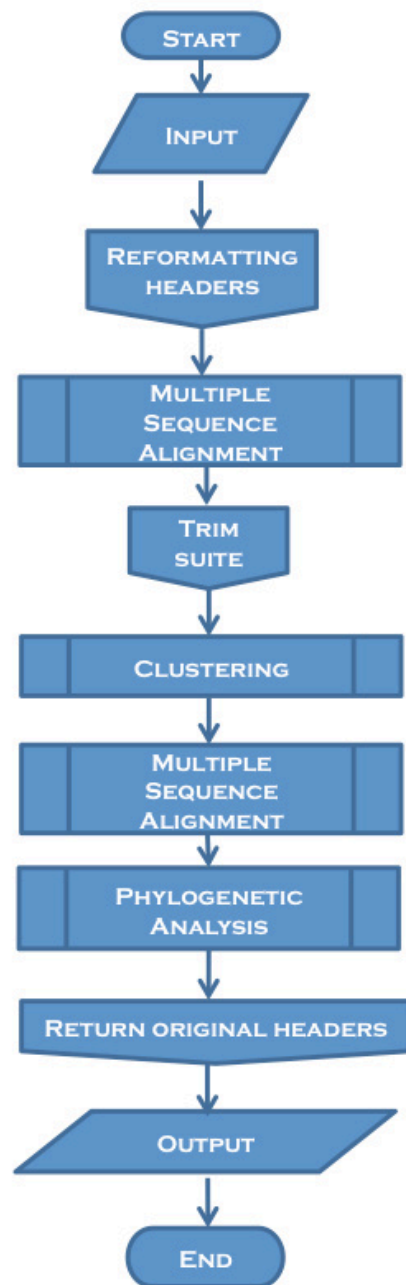 START
INPUT
REFORMATTING
HEADERS
MULTIPLE
SEQUENCE
ALIGNMENT
TRIM
SUITE
CLUSTERING
MULTIPLE
SEQUENCE
ALIGNMENT
PHYLOGENETIC
ANALYSIS
RETURN ORIGINAL HEADERS
OUTPUT
END